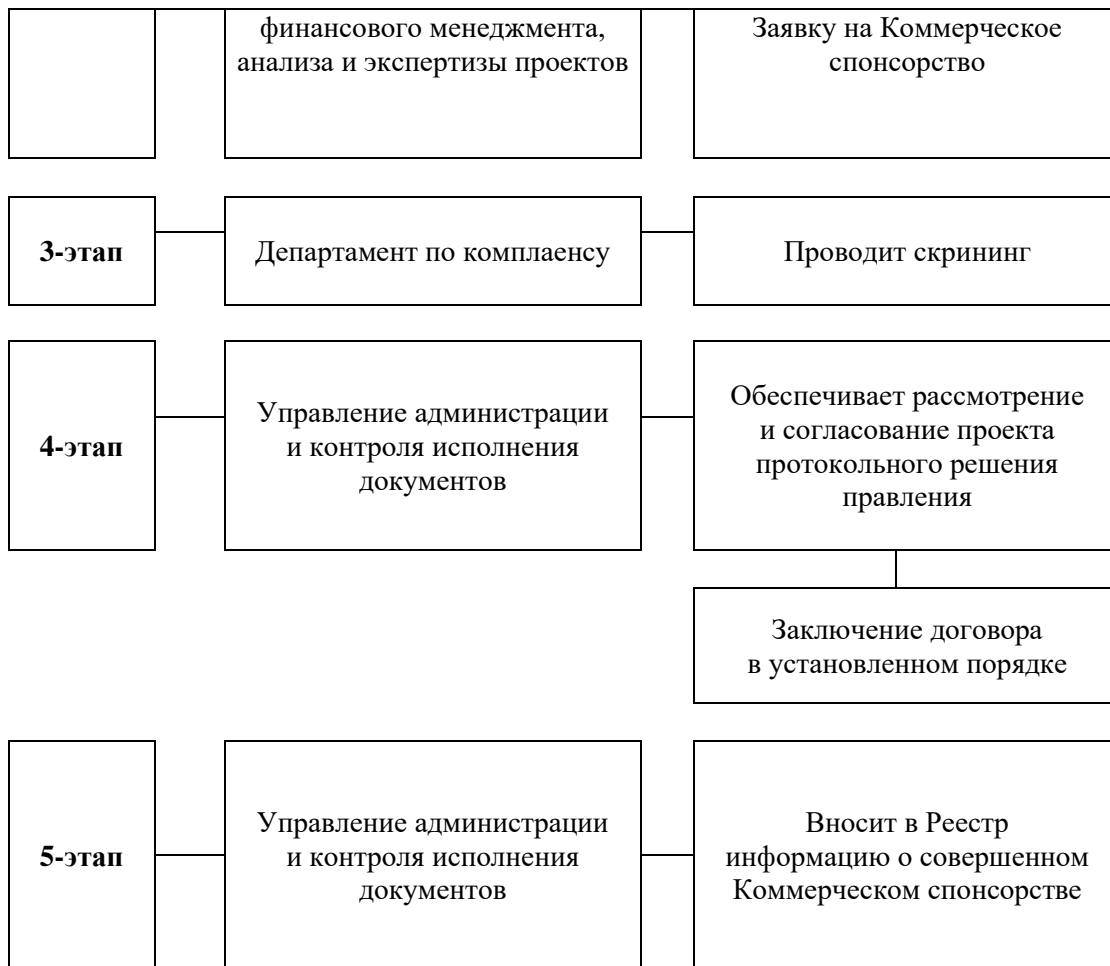 финансового менеджмента,
анализа и экспертизы проектов
Заявку на Коммерческое
спонсорство
3-этап
Департамент по комплаенсу
Проводит скрининг
4-этап
Управление администрации
и контроля исполнения
документов
Обеспечивает рассмотрение
и согласование проекта
протокольного решения
правления
Заключение договора
в установленном порядке
5-этап
Управление администрации
и контроля исполнения
документов
Вносит в Реестр
информацию о совершенном
Коммерческом спонсорстве